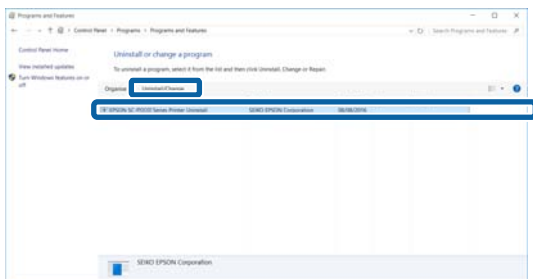 Programs and Features
Control Panel > Programs > Programs and Features
Search Programs and Features
Control Panel Home
View installed updates
Turn Windows features on or
off
Uninstall or change a program
To uninstall a program, select it from the list and then click Uninstall, Change or Repair.
Organise
Uninstall/Change
EPSON Series Printer Uninstall SEIKO EPSON Corporation
SEIKO EPSON Corporation